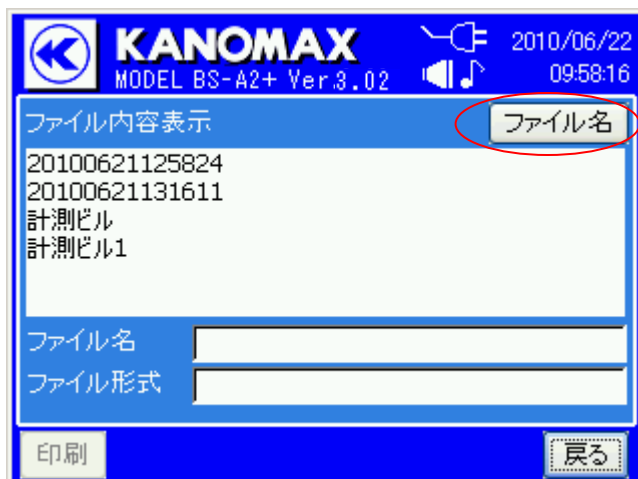 KANOMAX
MODEL BS-A2+ Ver.3.02
2010/06/22
09:58:16
ファイル内容表示
ファイル名
20100621125824
20100621131611
計測ビル
計測ビル1
ファイル名
ファイル形式
印刷
戻る